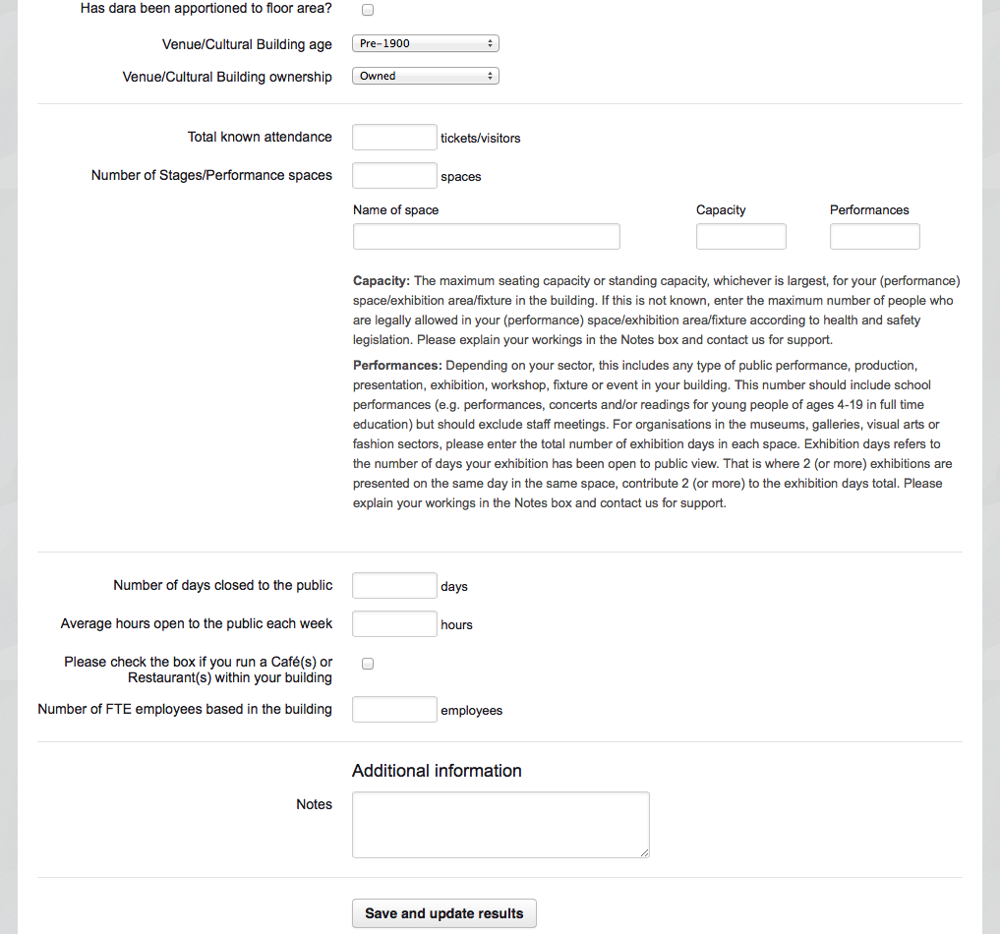 Has dara been apportioned to floor area?
Venue/Cultural Building age Pre-1900
Venue/Cultural Building ownership Owned
Total known attendance tickets/visitors
Number of Stages/Performance spaces spaces
Name of space Capacity Performances
Capacity: The maximum seating capacity or standing capacity, whichever is largest, for your (performance)
space/exhibition area/fixture in the building. If this is not known, enter the maximum number of people who
are legally allowed in your (performance) space/exhibition area/fixture according to health and safety
legislation. Please explain your workings in the Notes box and contact us for support.
Performances: Depending on your sector, this includes any type of public performance, production,
presentation, exhibition, workshop, fixture or event in your building. This number should include school
performances (e.g. performances, concerts and/or readings for young people of ages 4-19 in full time
education) but should exclude staff meetings. For organisations in the museums, galleries, visual arts or
fashion sectors, please enter the total number of exhibition days in each space. Exhibition days refers to
the number of days your exhibition has been open to public view. That is where 2 (or more) exhibitions are
presented on the same day in the same space, contribute 2 (or more) to the exhibition days total. Please
explain your workings in the Notes box and contact us for support.
Number of days closed to the public days
Average hours open to the public each week hours
Please check the box if you run a Café(s) or
Restaurant(s) within your building
Number of FTE employees based in the building employees
Additional information
Notes
Save and update results